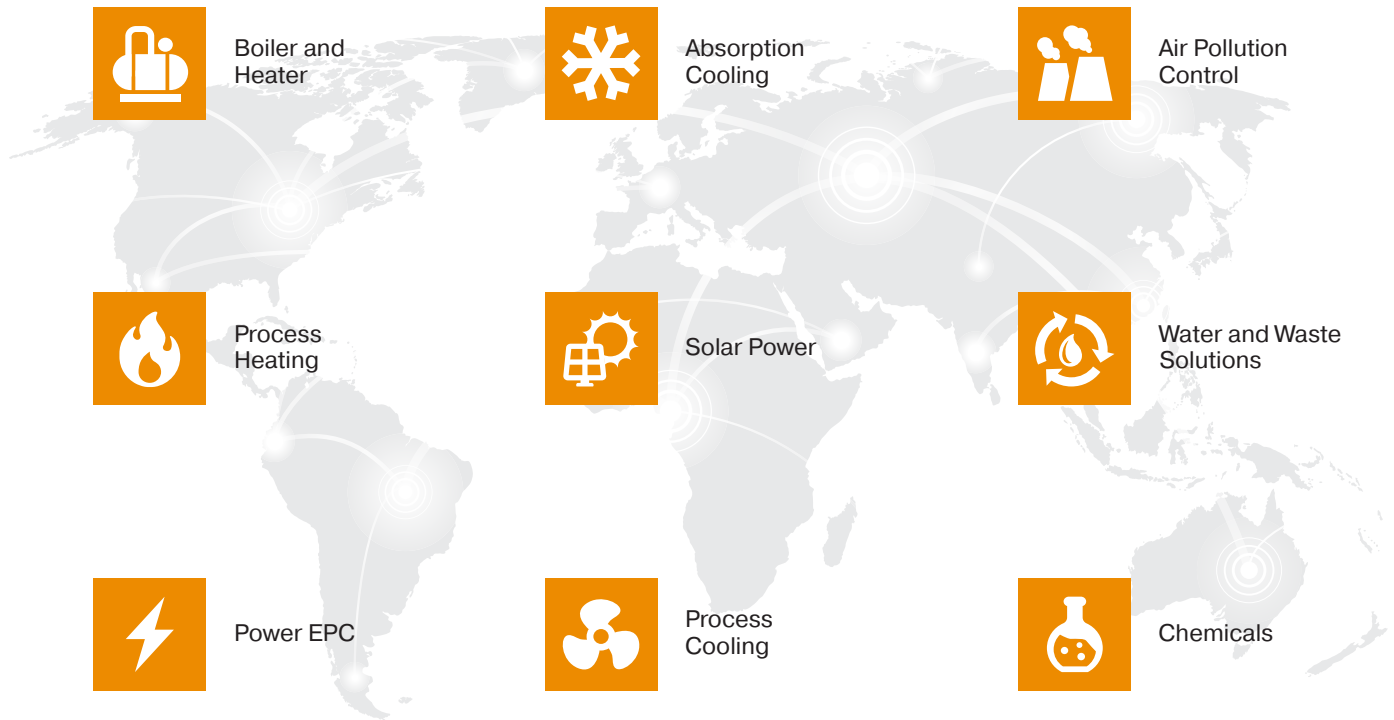 Boiler and
Heater
Absorption
Cooling
Air Pollution
Control
Process
Heating
Solar Power
Water and Waste
Solutions
Power EPC
Process
Cooling
Chemicals